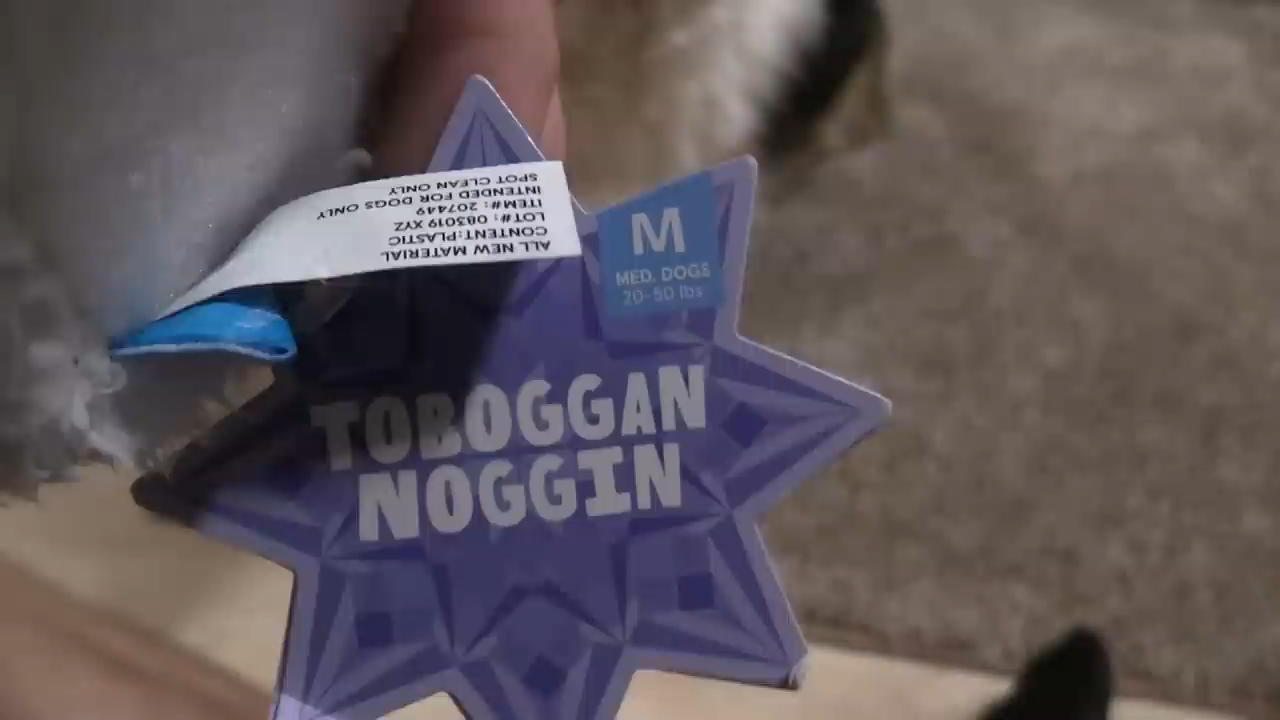 ALL NEW MATERIAL
CONTENT:PLASTIC
LOT#: 083019 XYZ
ITEM#: 207449
INTENDED FOR DOGS ONLY
SPOT CLEAN ONLY
M
MED. DOGS
20-50 lbs
TOBOGGAN
NOGGIN